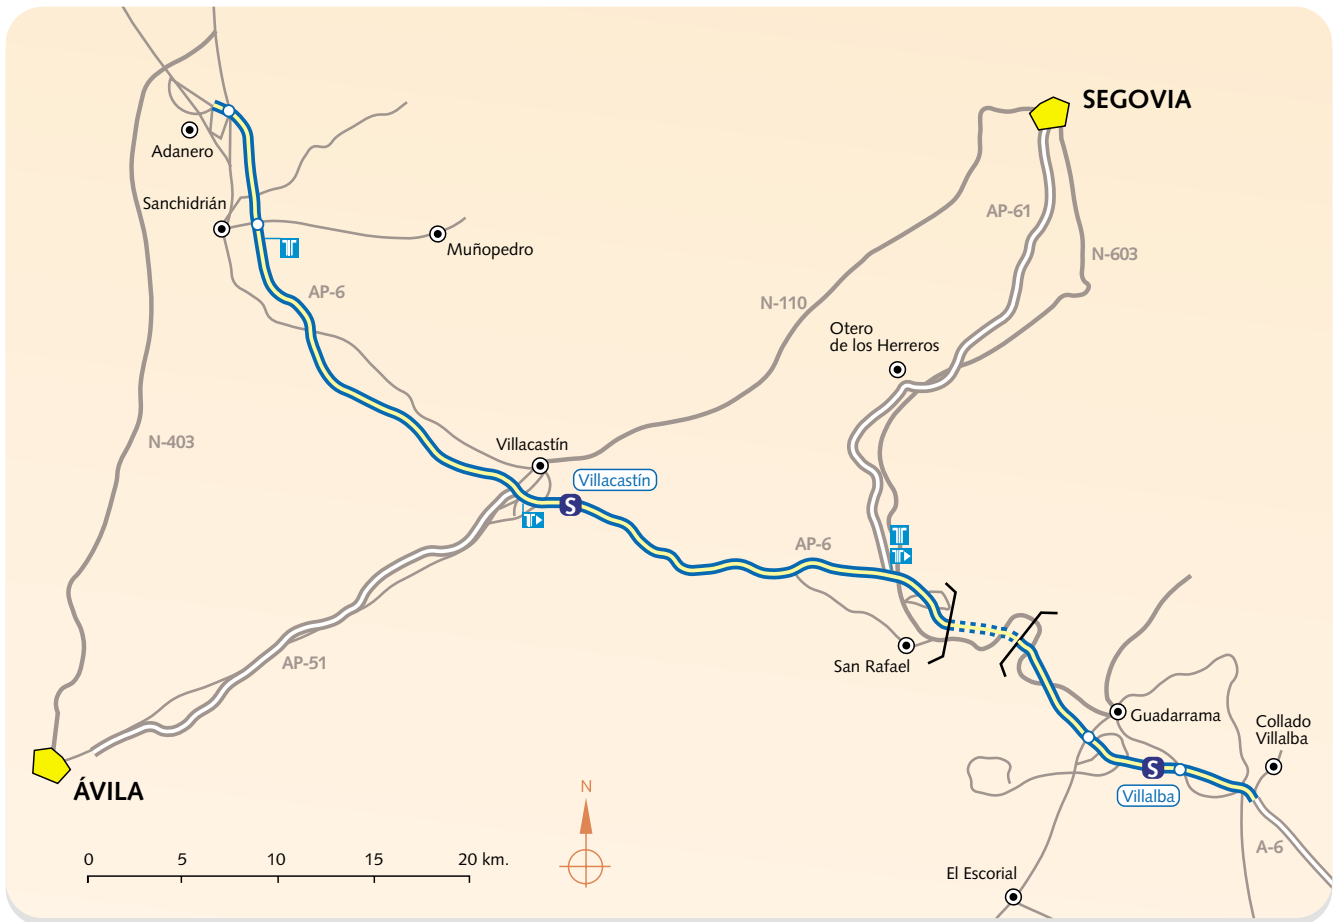 SEGOVIA
Adanero
Sanchidrián
AP-61
Muñopedro
N-603
AP-6
N-110
Otero
de los Herreros
N-403
Villacastín
Villacastín
S
T
T
T
T
AP-6
AP-51
San Rafael
Guadarrama
Collado
Villalba
S
Villalba
ÁVILA
N
A-6
0 5 10 15 20 km.
El Escorial